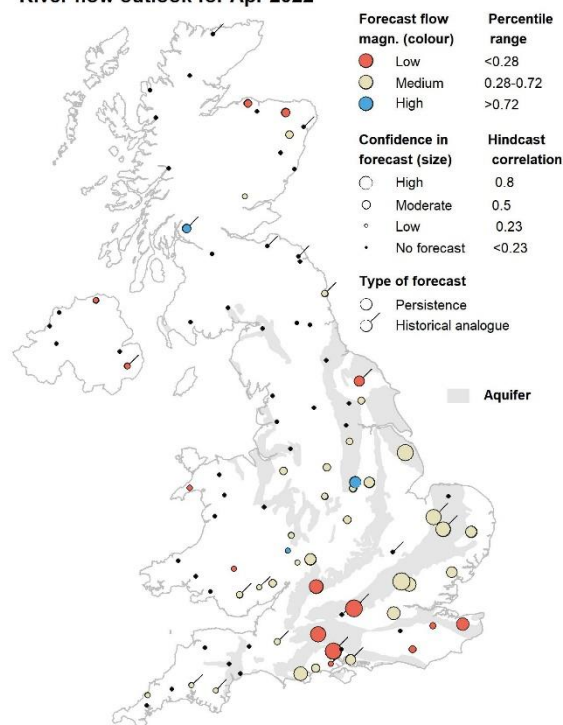 River flow outlook for Apr 2022
Forecast flow magn. (colour) Percentile range
Low <0.28
Medium 0.28-0.72
High >0.72
Confidence in forecast (size) Hindcast correlation
High 0.8
Moderate 0.5
Low 0.23
No forecast <0.23
Type of forecast
Persistence
Historical analogue
Aquifer